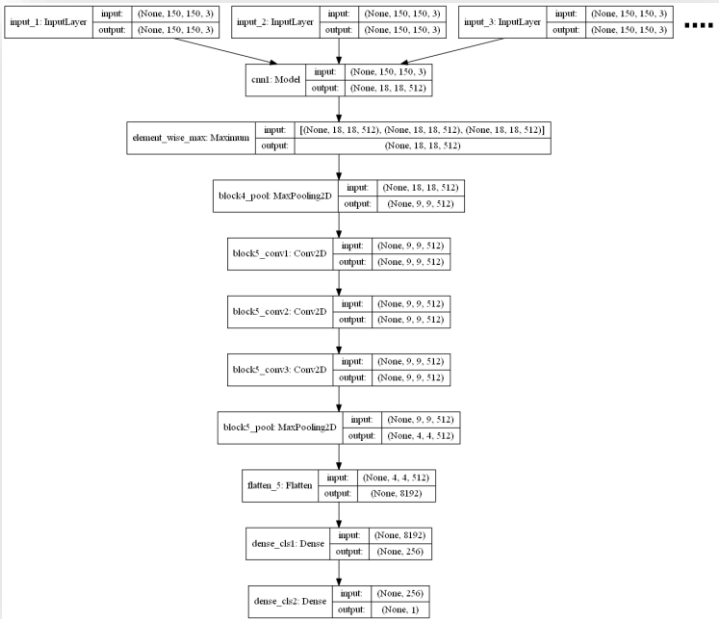 input_1: InputLayer input: (None, 150, 150, 3) output: (None, 150, 150, 3)
input_2: InputLayer input: (None, 150, 150, 3) output: (None, 150, 150, 3)
input_3: InputLayer input: (None, 150, 150, 3) output: (None, 150, 150, 3)
cnn1: Model input: (None, 150, 150, 3) output: (None, 18, 18, 512)
element_wise_max: Maximum input: [(None, 18, 18, 512), (None, 18, 18, 512), (None, 18, 18, 512)] output: (None, 18, 18, 512)
block4_pool: MaxPooling2D input: (None, 18, 18, 512) output: (None, 9, 9, 512)
block5_conv1: Conv2D input: (None, 9, 9, 512) output: (None, 9, 9, 512)
block5_conv2: Conv2D input: (None, 9, 9, 512) output: (None, 9, 9, 512)
block5_conv3: Conv2D input: (None, 9, 9, 512) output: (None, 9, 9, 512)
block5_pool: MaxPooling2D input: (None, 9, 9, 512) output: (None, 4, 4, 512)
flatten_5: Flatten input: (None, 4, 4, 512) output: (None, 8192)
dense_cls1: Dense input: (None, 8192) output: (None, 256)
dense_cls2: Dense input: (None, 256) output: (None, 1)